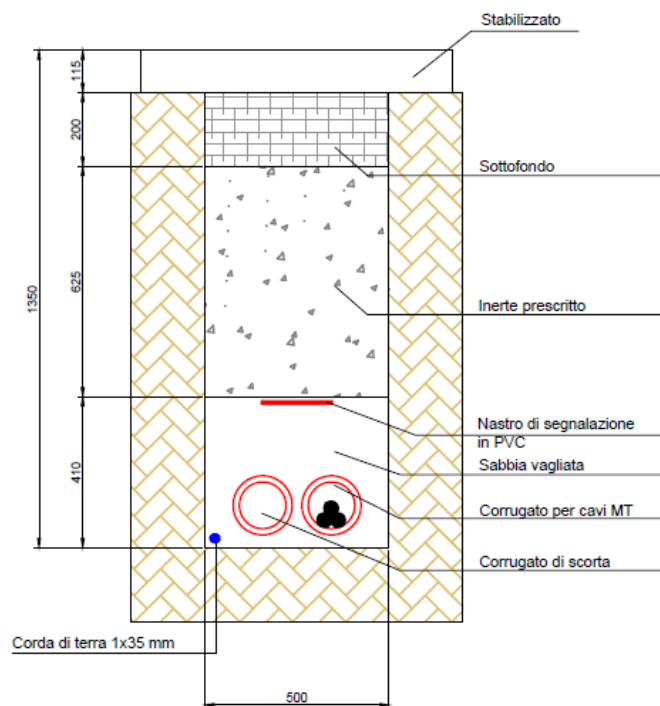 Stabilizzato
115
200
Sottofondo
625
1350
Inerte prescritto
Nastro di segnalazione
in PVC
Sabbia vagliata
410
Corrugato per cavi MT
Corrugato di scorta
Corda di terra 1x35 mm
500